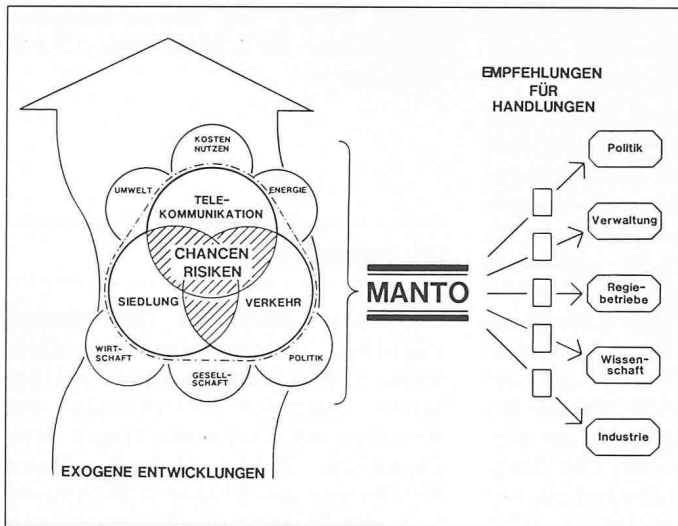 EMPFEHLUNGEN
FÜR
HANDLUNGEN
KOSTEN
NUTZEN
UMWELT
ENERGIE
TELE-
KOMMUNIKATION
CHANCEN
RISIKEN
SIEDLUNG
VERKEHR
WIRT-
SCHAFT
GESELL-
SCHAFT
POLITIK
EXOGENE ENTWICKLUNGEN
MANTO
Politik
Verwaltung
Regie-
betriebe
Wissen-
schaft
Industrie